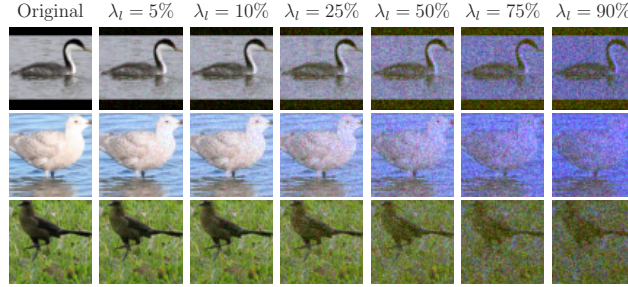 Original λ_l = 5% λ_l = 10% λ_l = 25% λ_l = 50% λ_l = 75% λ_l = 90%